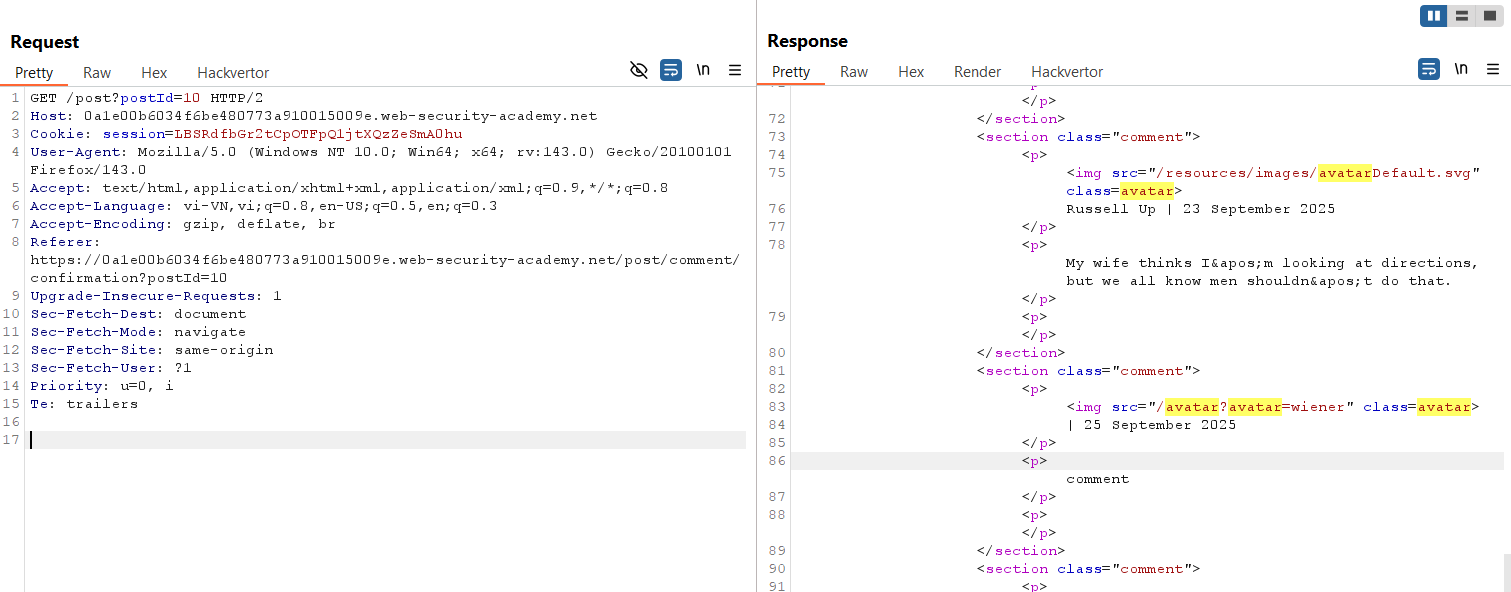 Request
Pretty Raw Hex Hackvertor \n
1 GET /post?postId=10 HTTP/2
2 Host: 0a1e00b6034f6be480773a910015009e.web-security-academy.net
3 Cookie: session=LBSRdfbGr2tCpOTFpQ1jtXQzZeSmA0hu
4 User-Agent: Mozilla/5.0 (Windows NT 10.0; Win64; x64; rv:143.0) Gecko/20100101
Firefox/143.0
5 Accept: text/html,application/xhtml+xml,application/xml;q=0.9,*/*;q=0.8
6 Accept-Language: vi-VN,vi;q=0.8,en-US;q=0.5,en;q=0.3
7 Accept-Encoding: gzip, deflate, br
8 Referer:
https://0a1e00b6034f6be480773a910015009e.web-security-academy.net/post/comment/
confirmation?postId=10
9 Upgrade-Insecure-Requests: 1
10 Sec-Fetch-Dest: document
11 Sec-Fetch-Mode: navigate
12 Sec-Fetch-Site: same-origin
13 Sec-Fetch-User: ?1
14 Priority: u=0, i
15 Te: trailers
16
17
Response
Pretty Raw Hex Render Hackvertor \n
</p>
72 </section>
73 <section class="comment">
74 <p>
75 <img src="/resources/images/avatarDefault.svg"
class=avatar>
76 Russell Up | 23 September 2025
77 </p>
78 <p>
My wife thinks I&apos;m looking at directions,
but we all know men shouldn&apos;t do that.
</p>
79 <p>
</p>
80 </section>
81 <section class="comment">
82 <p>
83 <img src="/avatar?avatar=wiener" class=avatar>
84 | 25 September 2025
85 </p>
86 <p>
comment
87 </p>
88 <p>
</p>
89 </section>
90 <section class="comment">
91 <p>